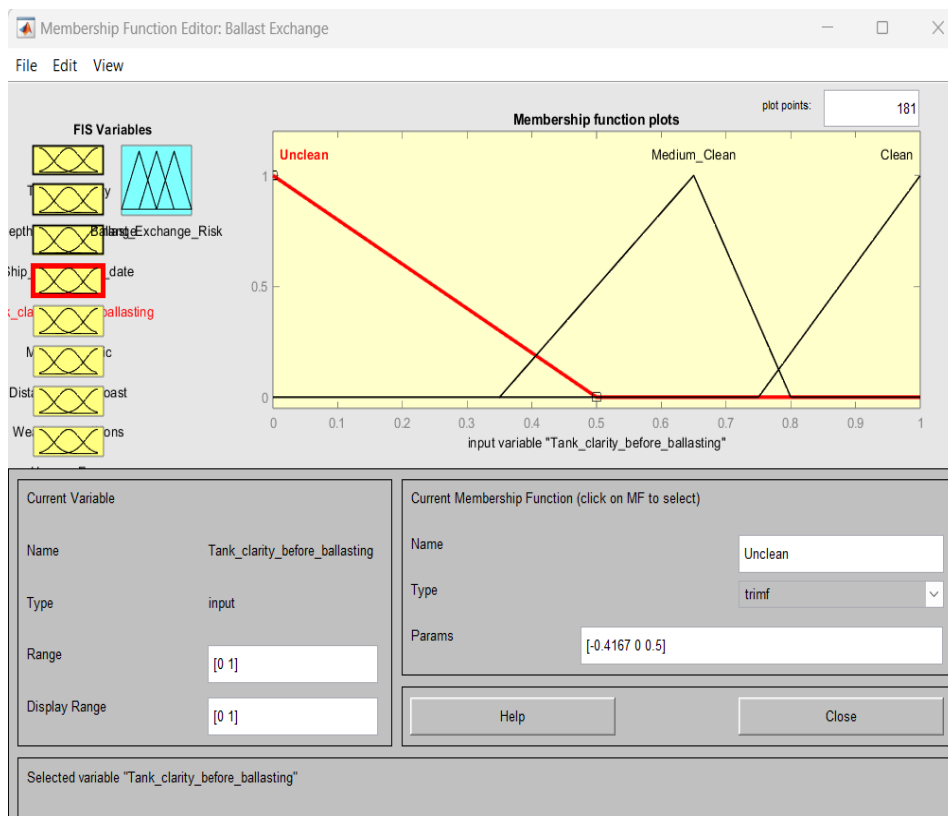 Membership Function Editor: Ballast Exchange
File Edit View
FIS Variables
Ballast_Exchange_Risk
Membership function plots
plot points:
181
Unclean
Medium_Clean
Clean
1
0.5
0
0 0.1 0.2 0.3 0.4 0.5 0.6 0.7 0.8 0.9 1
input variable "Tank_clarity_before_ballasting"
Current Variable
Name
Tank_clarity_before_ballasting
Type
input
Range
[0 1]
Display Range
[0 1]
Current Membership Function (click on MF to select)
Name
Unclean
Type
trimf
Params
[-0.4167 0 0.5]
Help
Close
Selected variable "Tank_clarity_before_ballasting"